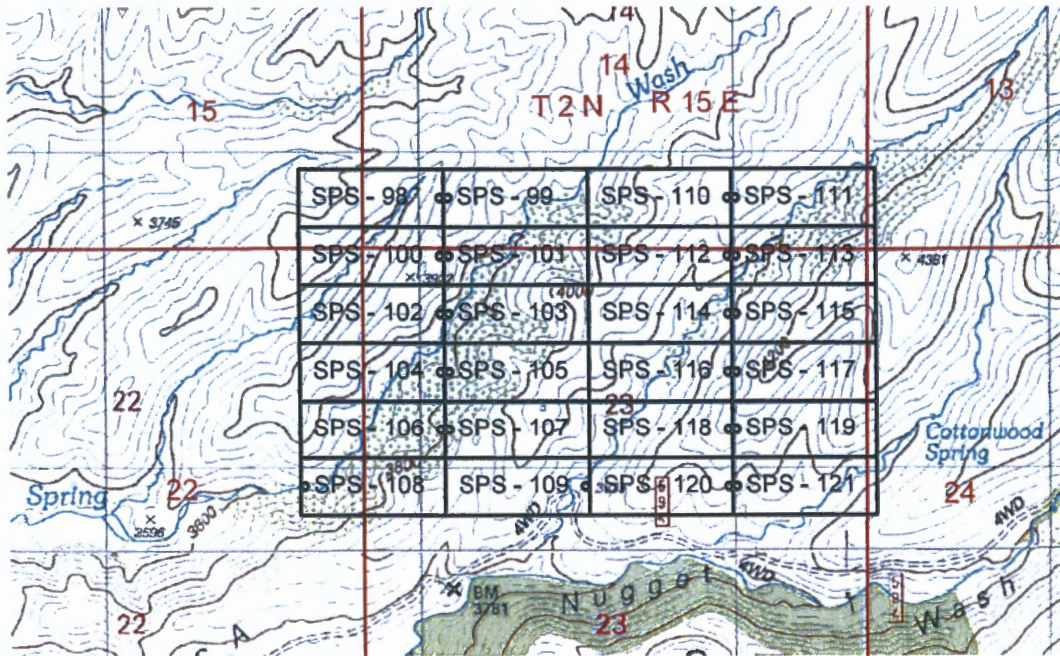 14
14
Wash
15
T 2 N R 15 E
13
SPS - 98 SPS - 99 SPS - 110 SPS - 111
3745
SPS - 100 SPS - 101 SPS - 112 SPS - 113
4381
(4000
SPS - 102 SPS - 103 SPS - 114 SPS - 115
4200
SPS - 104 SPS - 105 SPS - 116 SPS - 117
22
23
SPS - 106 SPS - 107 SPS - 118 SPS - 119
Cottonwood
Spring
3800
SPS - 108 SPS - 109 SPS - 120 SPS - 121
Spring
22
24
3596
3600
4WD
4WD
4WD
BM
3781
Nugget Wash
22
23
A